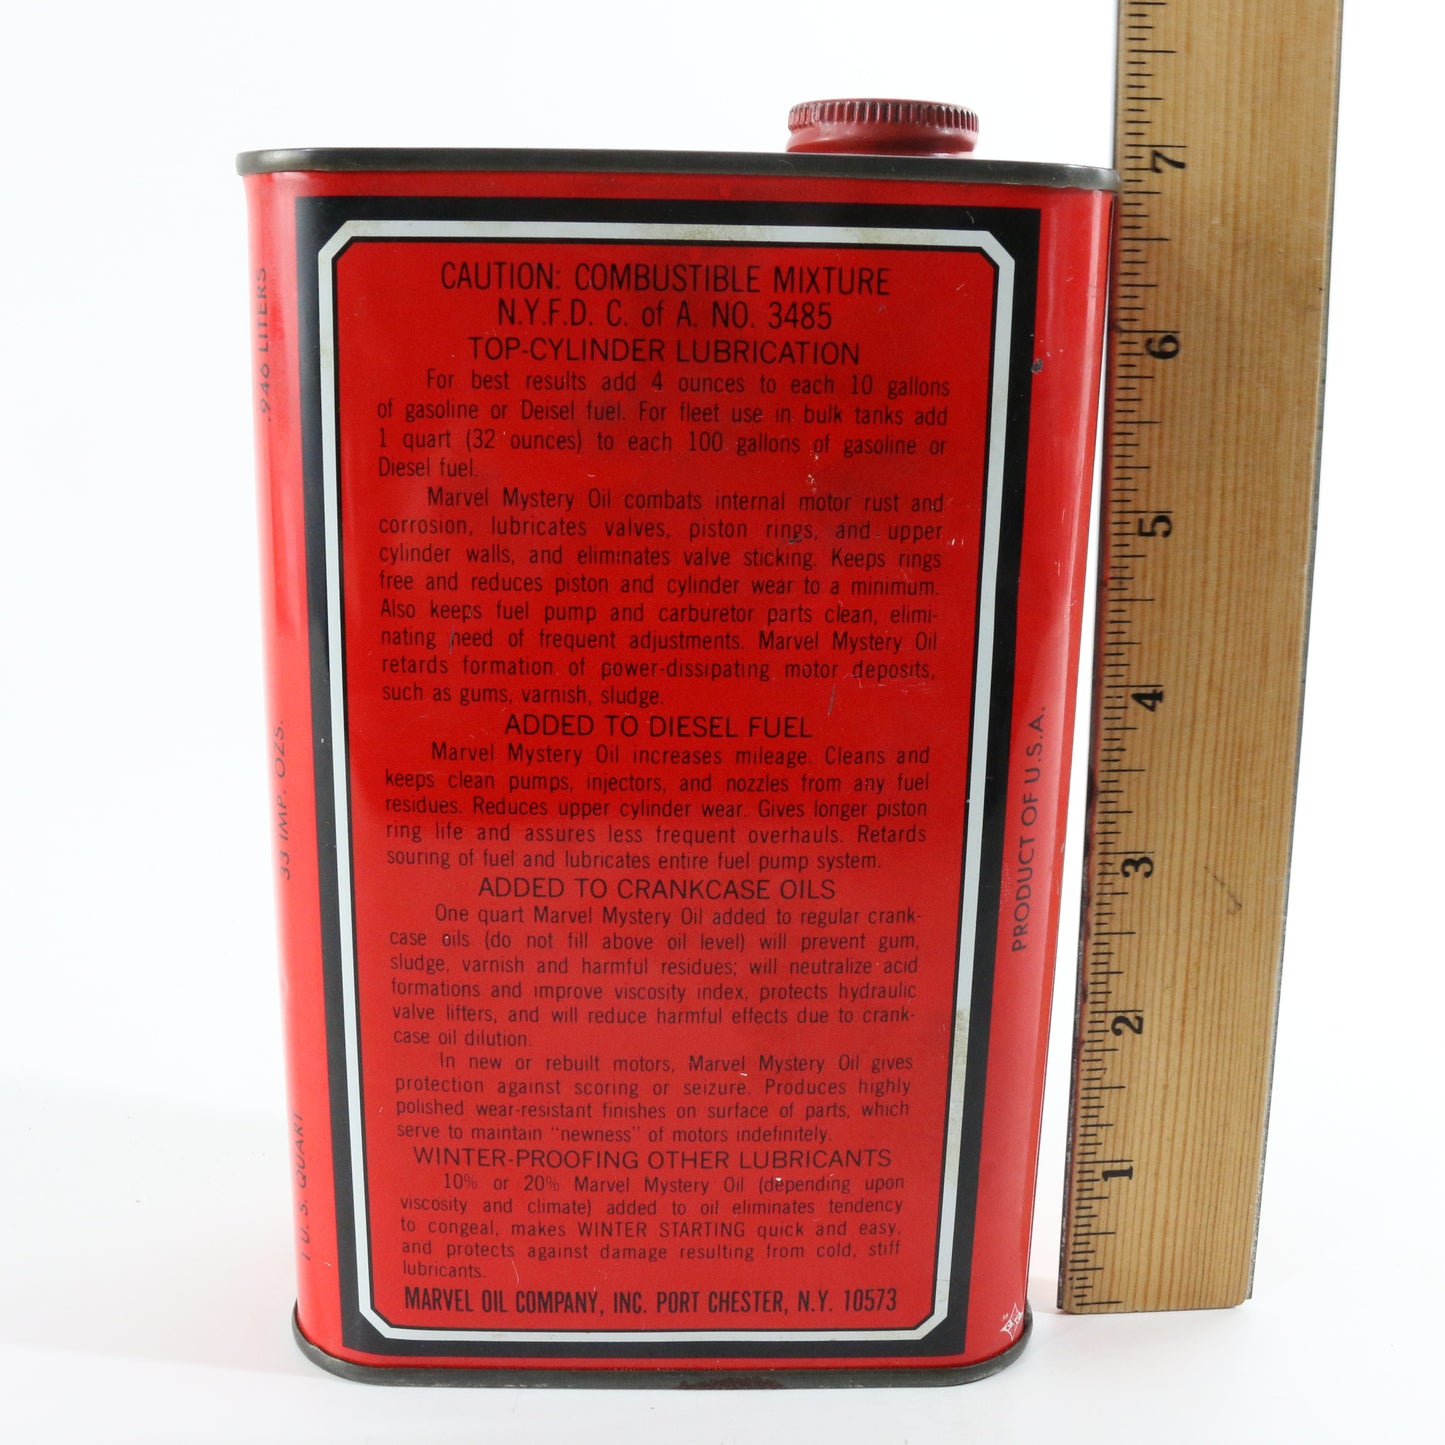 CAUTION: COMBUSTIBLE MIXTURE
N.Y.F.D. C. of A. NO. 3485
TOP-CYLINDER LUBRICATION
For best results add 4 ounces to each 10 gallons
of gasoline or Deisel fuel. For fleet use in bulk tanks add
1 quart (32 ounces) to each 100 gallons of gasoline or
Diesel fuel.
Marvel Mystery Oil combats internal motor rust and
corrosion, lubricates valves, piston rings, and upper
cylinder walls, and eliminates valve sticking. Keeps rings
free and reduces piston and cylinder wear to a minimum.
Also keeps fuel pump and carburetor parts clean, elimi-
nating need of frequent adjustments. Marvel Mystery Oil
retards formation of power-dissipating motor deposits,
such as gums, varnish, sludge.
ADDED TO DIESEL FUEL
Marvel Mystery Oil increases mileage. Cleans and
keeps clean pumps, injectors, and nozzles from any fuel
residues. Reduces upper cylinder wear. Gives longer piston
ring life and assures less frequent overhauls. Retards
souring of fuel and lubricates entire fuel pump system.
ADDED TO CRANKCASE OILS
One quart Marvel Mystery Oil added to regular crank-
case oils (do not fill above oil level) will prevent gum,
sludge, varnish and harmful residues; will neutralize acid
formations and improve viscosity index, protects hydraulic
valve lifters, and will reduce harmful effects due to crank-
case oil dilution.
In new or rebuilt motors, Marvel Mystery Oil gives
protection against scoring or seizure. Produces highly
polished wear-resistant finishes on surface of parts, which
serve to maintain "newness" of motors indefinitely.
WINTER-PROOFING OTHER LUBRICANTS
10% or 20% Marvel Mystery Oil (depending upon
viscosity and climate) added to oil eliminates tendency
to congeal, makes WINTER STARTING quick and easy,
and protects against damage resulting from cold, stiff
lubricants.
MARVEL OIL COMPANY, INC. PORT CHESTER, N.Y. 10573
1 U. S. QUART
33 IMP. OZS.
.946 LITERS
PRODUCT OF U.S.A.
7
6
5
4
3
2
1